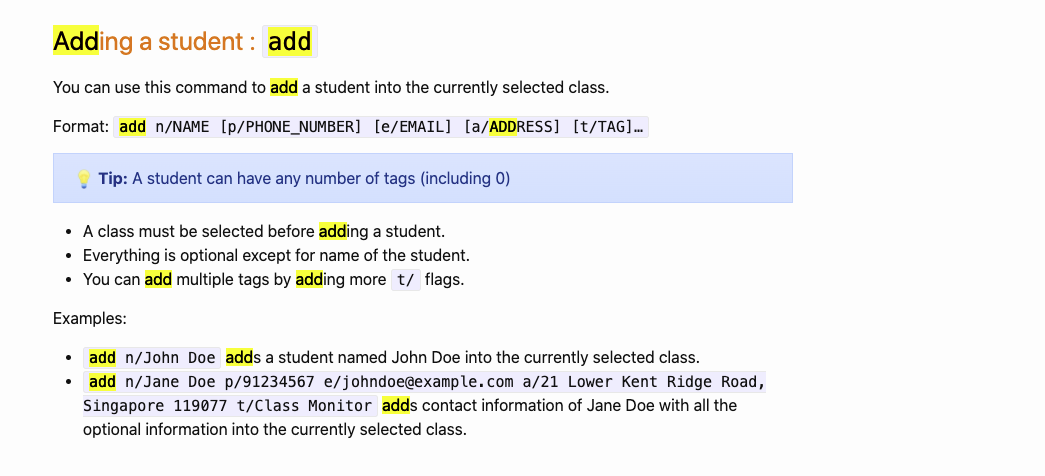 Adding a student : add
You can use this command to add a student into the currently selected class.
Format: add n/NAME [p/PHONE_NUMBER] [e/EMAIL] [a/ADDRESS] [t/TAG]…
💡 Tip: A student can have any number of tags (including 0)
• A class must be selected before adding a student.
• Everything is optional except for name of the student.
• You can add multiple tags by adding more t/ flags.
Examples:
• add n/John Doe adds a student named John Doe into the currently selected class.
• add n/Jane Doe p/91234567 e/johndoe@example.com a/21 Lower Kent Ridge Road,
Singapore 119077 t/Class Monitor adds contact information of Jane Doe with all the
optional information into the currently selected class.